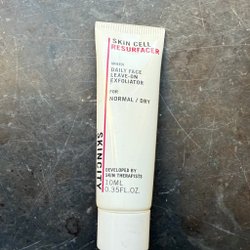 SKIN CELL
RESURFACER
DAILY FACE
LEAVE-ON
EXFOLIATOR
FOR
NORMAL / DRY
SKINCITY
DEVELOPED BY
SKIN THERAPISTS
10ML
0.35FL.OZ.